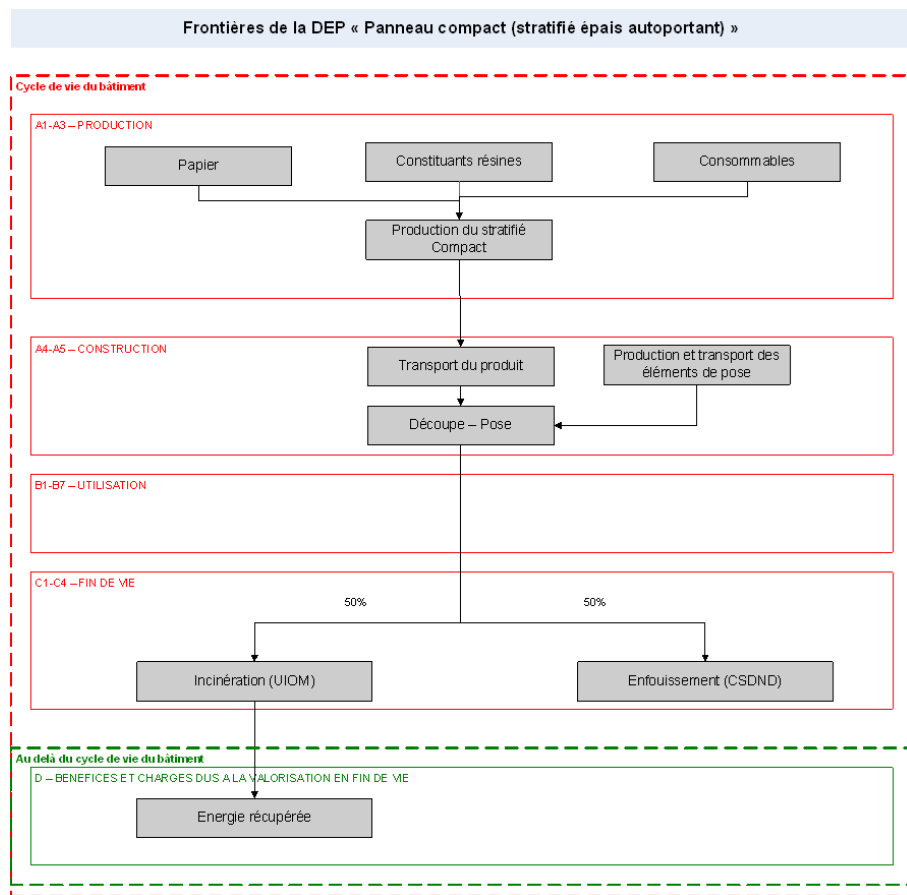 Frontières de la DEP « Panneau compact (stratifié épais autoportant) »
Cycle de vie du bâtiment
A1-A3 – PRODUCTION
Papier
Constituants résines
Consommables
Production du stratifié
Compact
A4-A5 – CONSTRUCTION
Transport du produit
Production et transport des
éléments de pose
Découpe – Pose
B1-B7 – UTILISATION
C1-C4 – FIN DE VIE
50%
50%
Incinération (UIOM)
Enfouissement (CSDND)
Au delà du cycle de vie du bâtiment
D – BENEFICES ET CHARGES DUS A LA VALORISATION EN FIN DE VIE
Energie récupérée